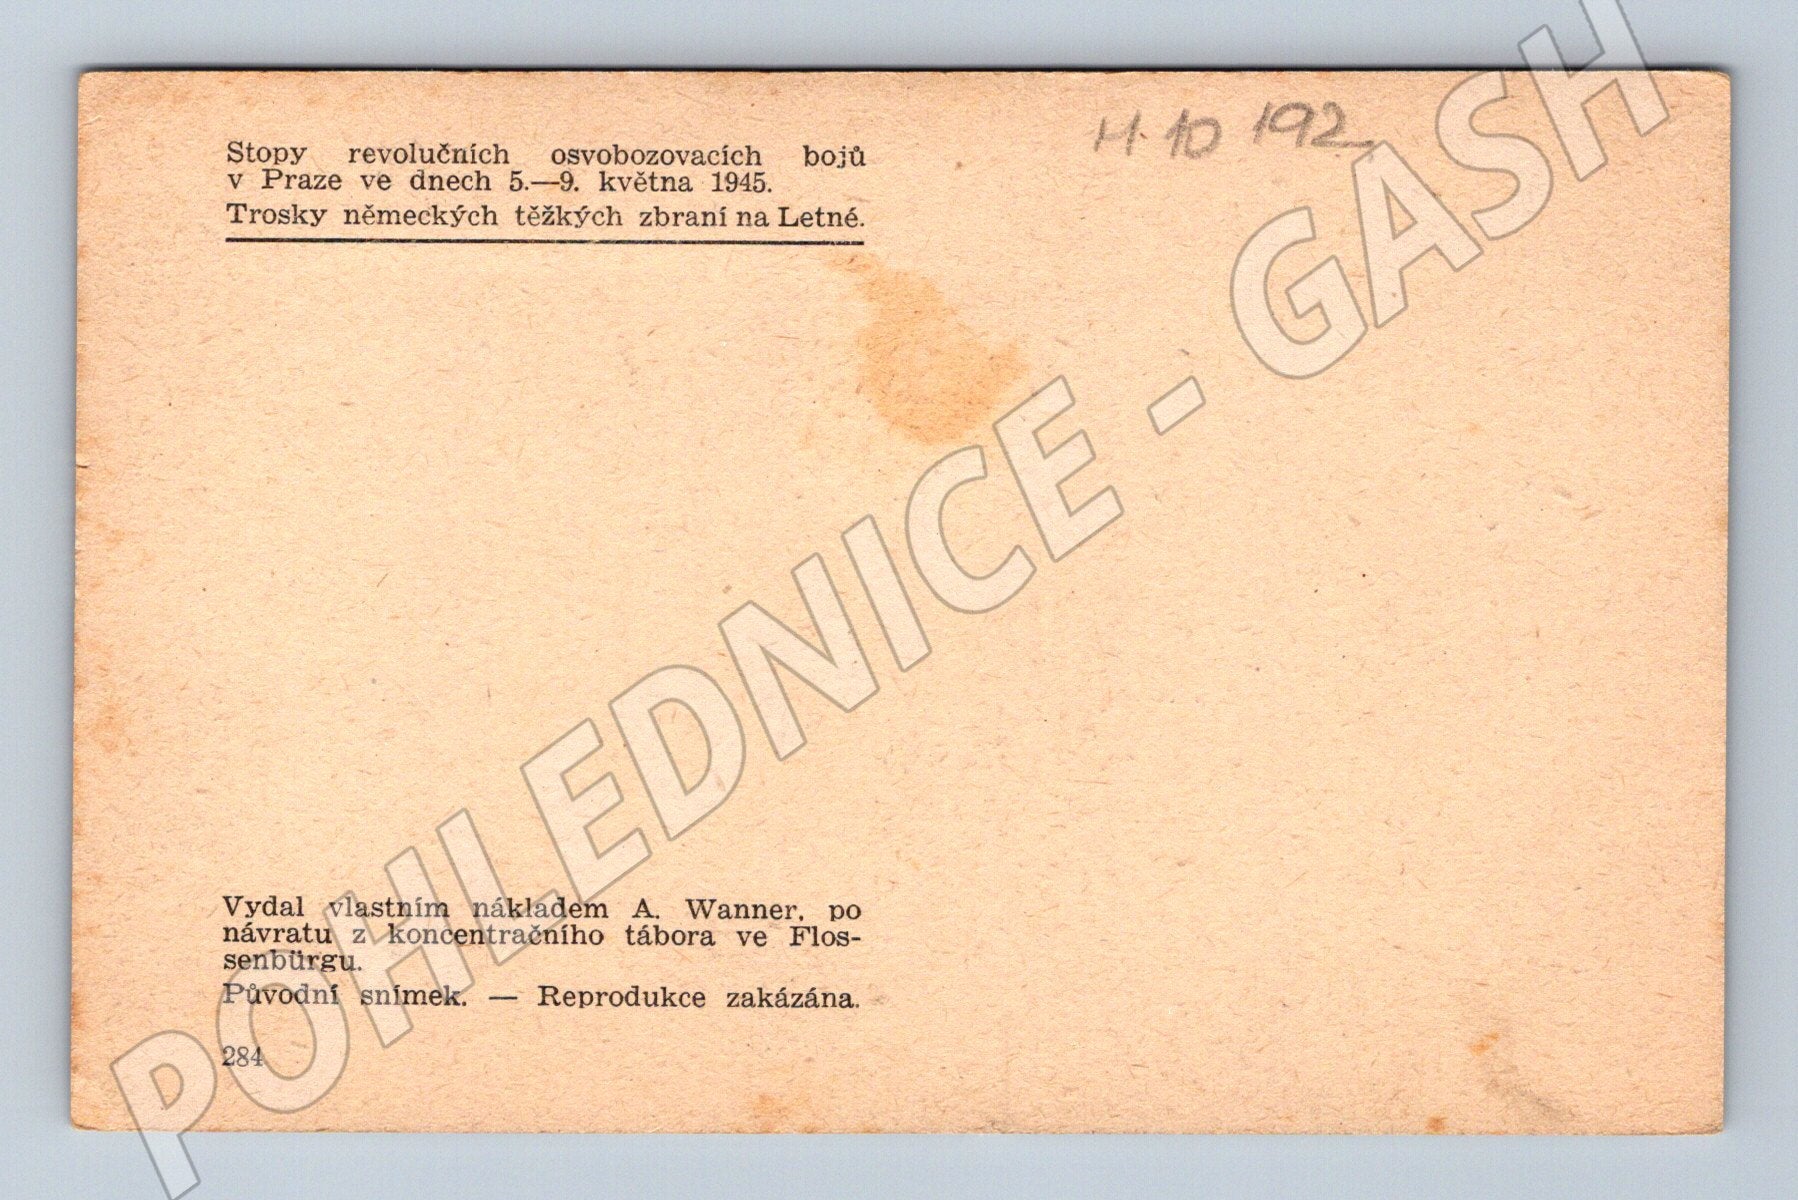 H 10 192
Stopy revolučních osvobozovacích bojů
v Praze ve dnech 5.—9. května 1945.
Trosky německých těžkých zbraní na Letné.
POHLEDNICE - GASH
Vydal vlastním nákladem A. Wanner, po
návratu z koncentračního tábora ve Flos-
senbürgu.
Původní snímek. — Reprodukce zakázána.
284